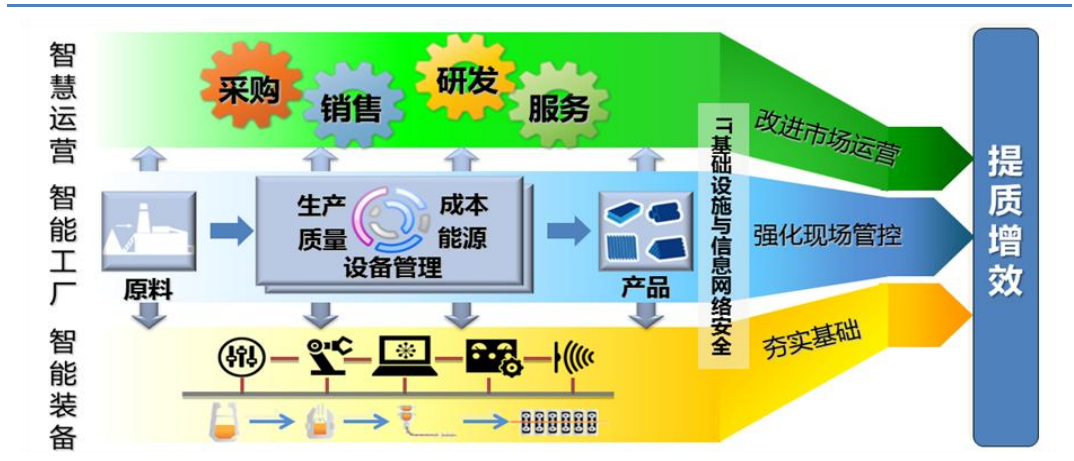 智慧运营
采购
销售
研发
服务
改进市场运营
智能工厂
原料
生产
质量
成本
能源
设备管理
产品
IT基础设施与信息网络安全
强化现场管控
智能装备
夯实基础
提质增效